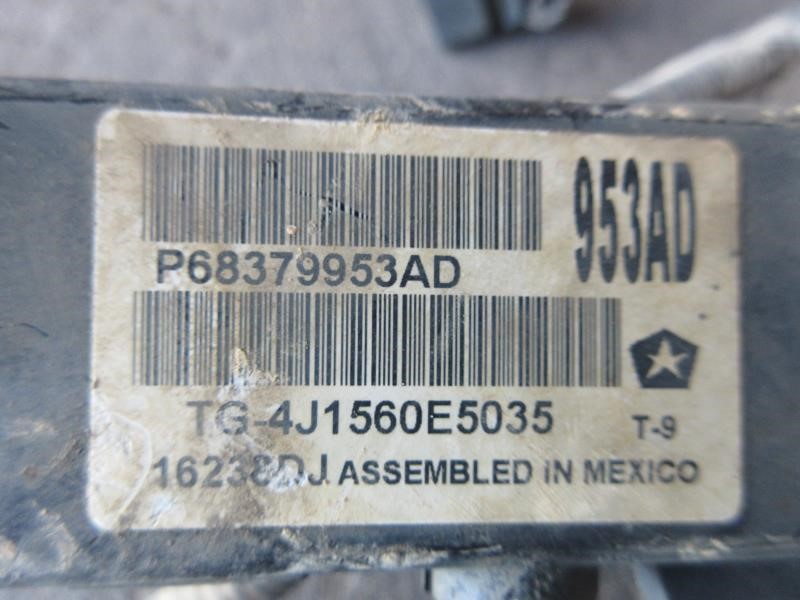 953AD
P68379953AD
TG-4J1560E5035
T-9
16238DJ ASSEMBLED IN MEXICO